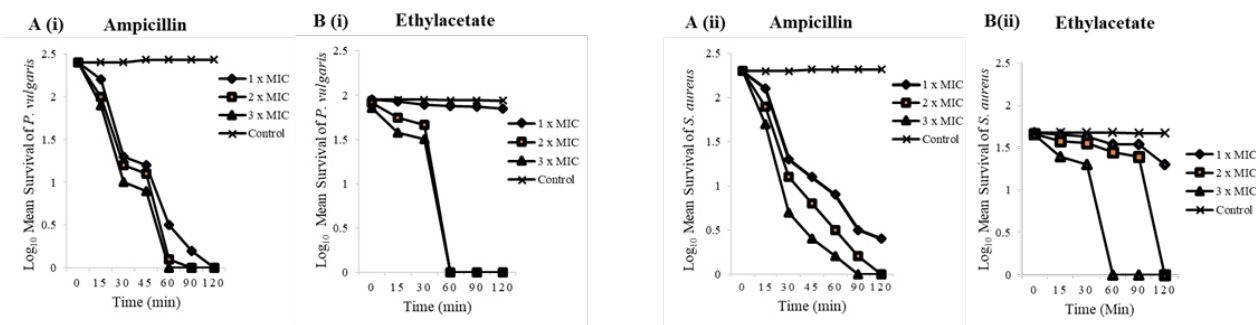 A (i) Ampicillin
Log10 Mean Survival of P. vulgaris
2.5
2
1.5
1
0.5
0
0 15 30 45 60 90 120
Time (min)
1 x MIC
2 x MIC
3 x MIC
Control
B (i) Ethylacetate
Log10 Mean Survival of P. vulgaris
2.5
2
1.5
1
0.5
0
0 15 30 60 90 120
Time (min)
1 x MIC
2 x MIC
3 x MIC
Control
A (ii) Ampicillin
Log10 Mean Survival of S. aureus
2.5
2
1.5
1
0.5
0
0 15 30 45 60 90 120
Time (min)
1 x MIC
2 x MIC
3 x MIC
Control
B(ii) Ethylacetate
Log10 Mean Survival of S. aureus
2.5
2
1.5
1
0.5
0
0 15 30 60 90 120
Time (Min)
1 x MIC
2 x MIC
3 x MIC
Control